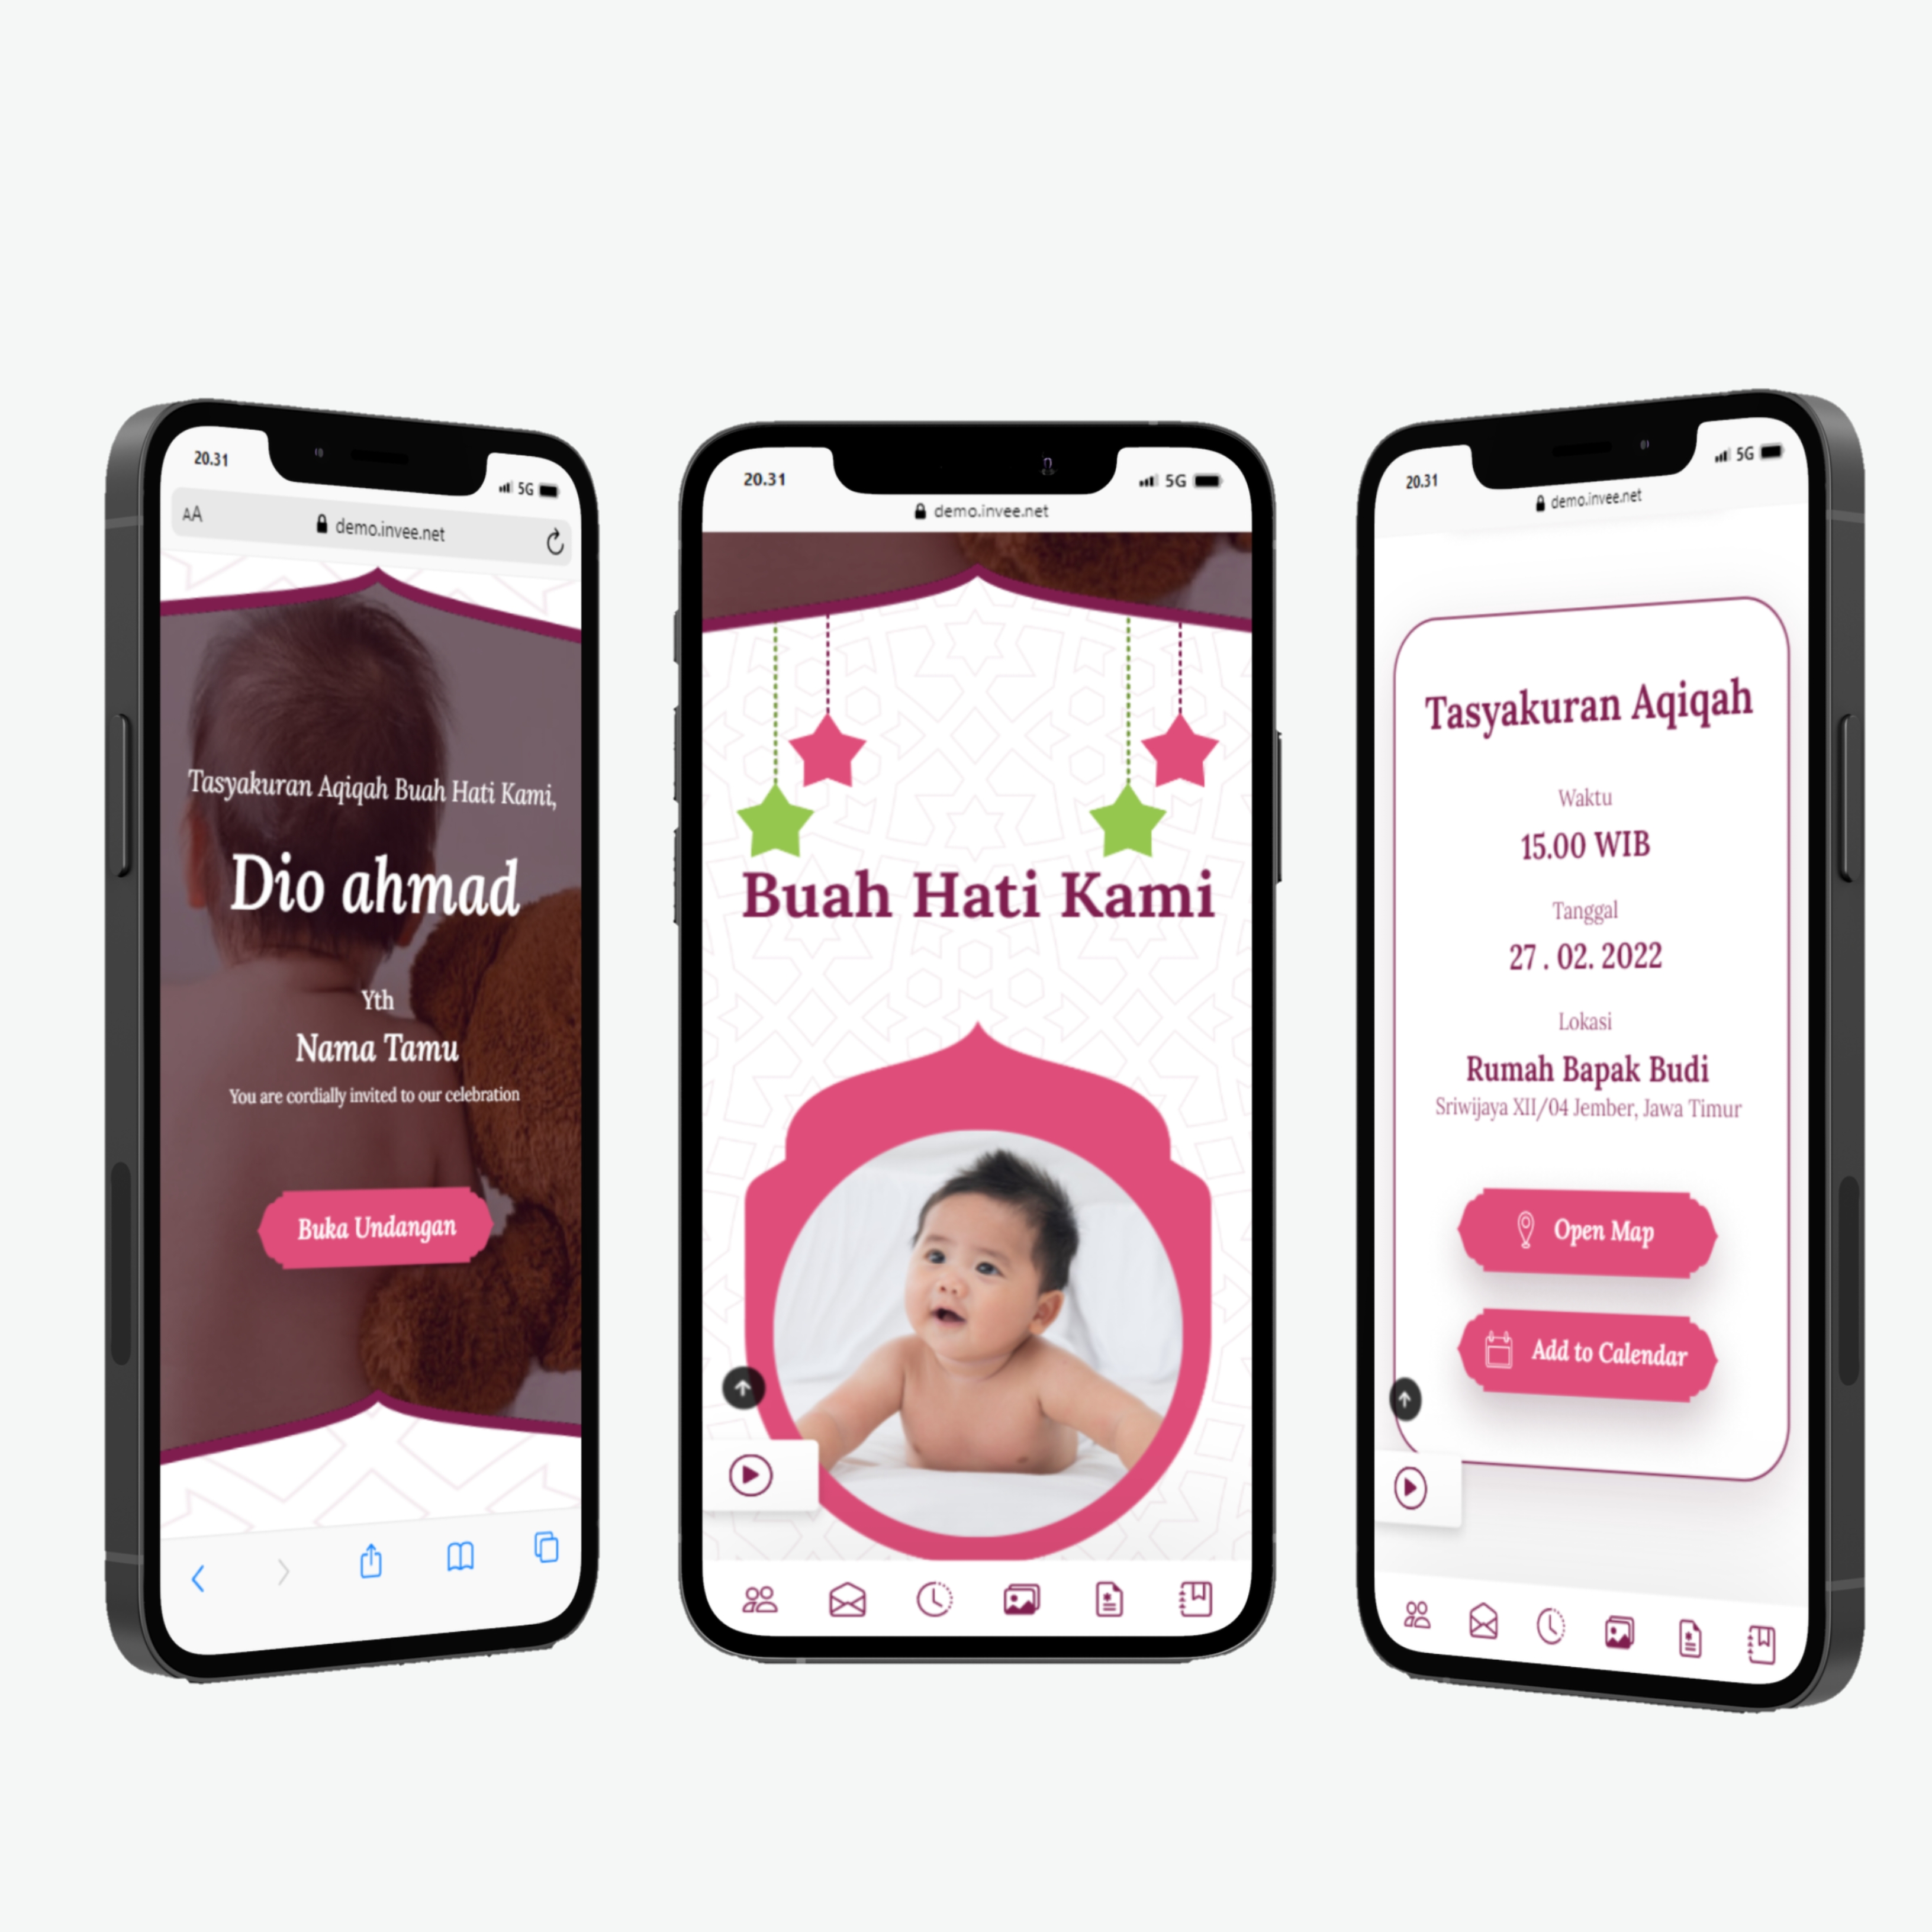 20.31
5G
AA
demo.invee.net
Tasyakuran Aqiqah Buah Hati Kami,
Dio ahmad
Yth
Nama Tamu
You are cordially invited to our celebration
Buka Undangan
20.31
5G
demo.invee.net
Buah Hati Kami
20.31
5G
demo.invee.net
Tasyakuran Aqiqah
Waktu
15.00 WIB
Tanggal
27 . 02. 2022
Lokasi
Rumah Bapak Budi
Sriwijaya XII/04 Jember, Jawa Timur
Open Map
Add to Calendar